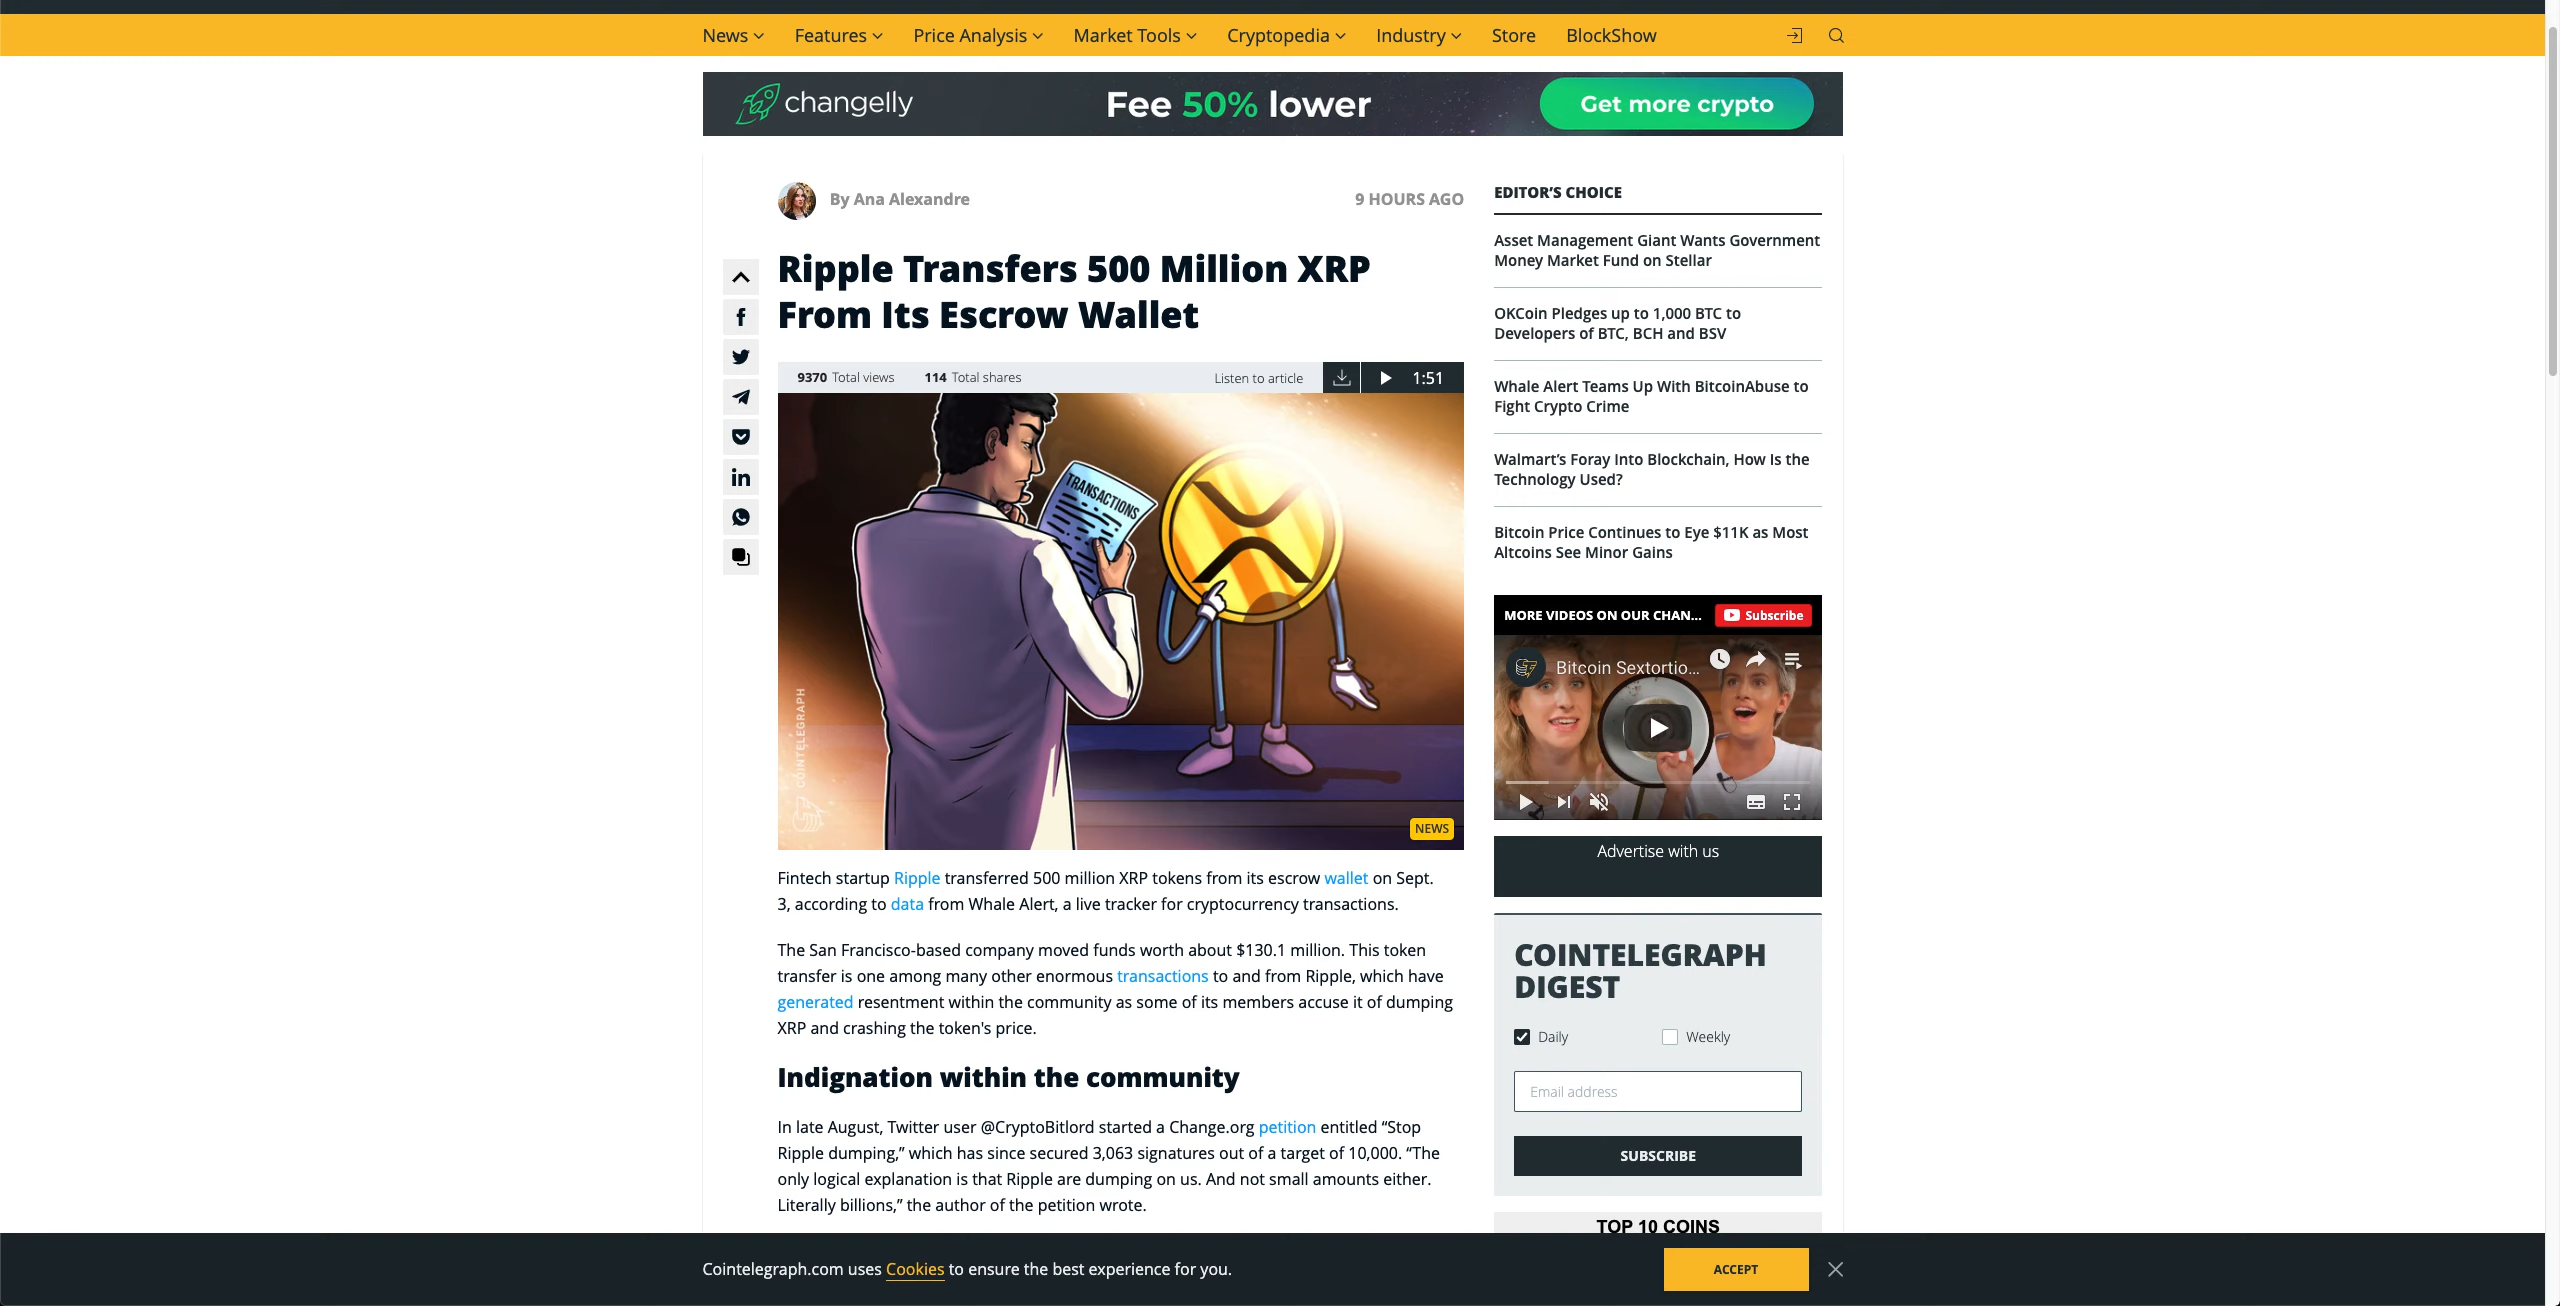 News Features Price Analysis Market Tools Cryptopedia Industry Store BlockShow
changelly Fee 50% lower Get more crypto
By Ana Alexandre 9 HOURS AGO
Ripple Transfers 500 Million XRP
From Its Escrow Wallet
9370 Total views 114 Total shares Listen to article 1:51
TRANSACTIONS
COINTELEGRAPH
NEWS
Fintech startup Ripple transferred 500 million XRP tokens from its escrow wallet on Sept.
3, according to data from Whale Alert, a live tracker for cryptocurrency transactions.
The San Francisco-based company moved funds worth about $130.1 million. This token
transfer is one among many other enormous transactions to and from Ripple, which have
generated resentment within the community as some of its members accuse it of dumping
XRP and crashing the token's price.
Indignation within the community
In late August, Twitter user @CryptoBitlord started a Change.org petition entitled “Stop
Ripple dumping,” which has since secured 3,063 signatures out of a target of 10,000. “The
only logical explanation is that Ripple are dumping on us. And not small amounts either.
Literally billions,” the author of the petition wrote.
EDITOR’S CHOICE
Asset Management Giant Wants Government
Money Market Fund on Stellar
OKCoin Pledges up to 1,000 BTC to
Developers of BTC, BCH and BSV
Whale Alert Teams Up With BitcoinAbuse to
Fight Crypto Crime
Walmart’s Foray Into Blockchain, How Is the
Technology Used?
Bitcoin Price Continues to Eye $11K as Most
Altcoins See Minor Gains
MORE VIDEOS ON OUR CHAN... Subscribe
Bitcoin Sextortio...
Advertise with us
COINTELEGRAPH
DIGEST
Daily Weekly
Email address
SUBSCRIBE
TOP 10 COINS
Cointelegraph.com uses Cookies to ensure the best experience for you. ACCEPT